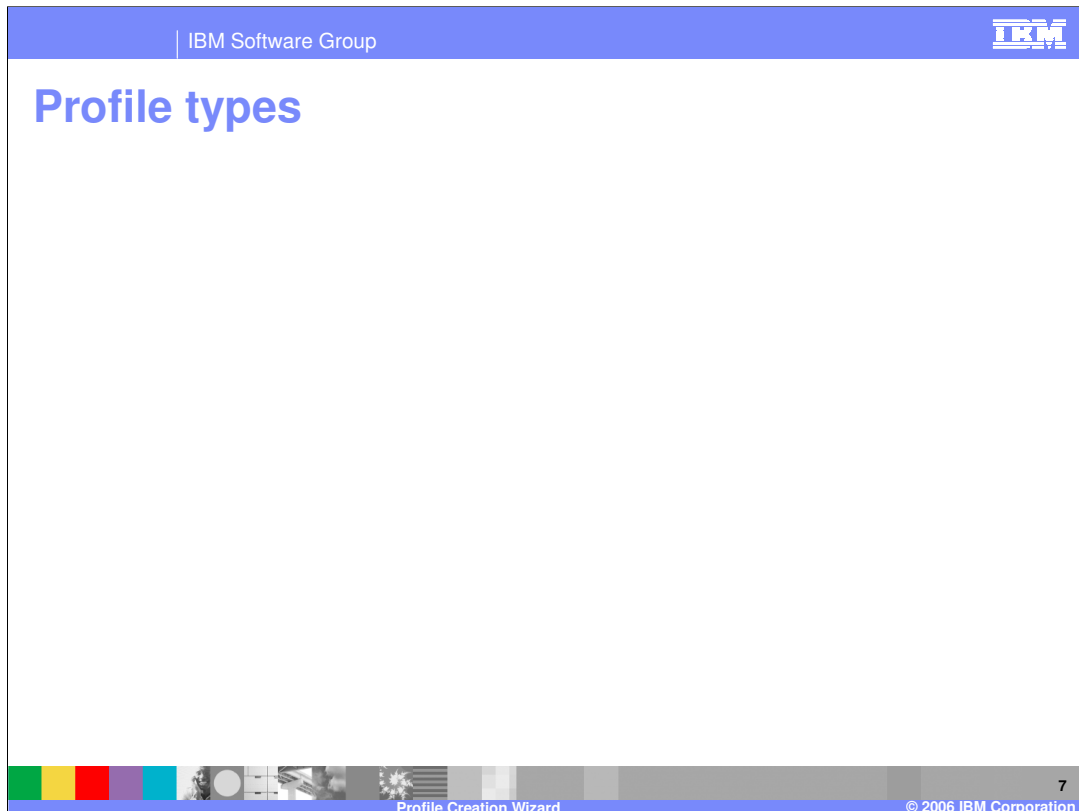 IBM Software Group
IBM
Profile types
7
Profile Creation Wizard
© 2006 IBM Corporation